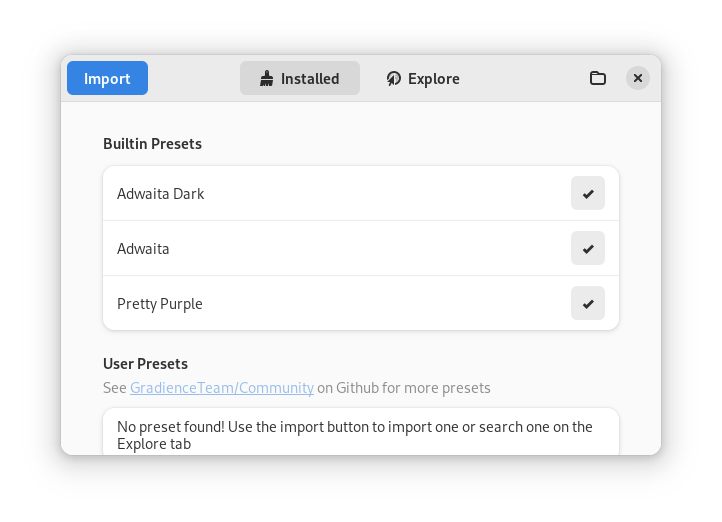 Import
Installed
Explore
Builtin Presets
Adwaita Dark
Adwaita
Pretty Purple
User Presets
See GradienceTeam/Community on Github for more presets
No preset found! Use the import button to import one or search one on the
Explore tab